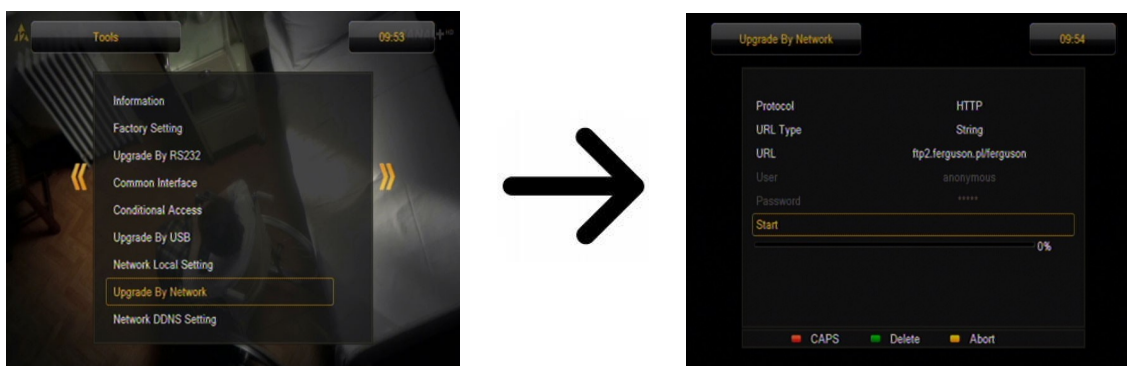 Tools
09:53
Information
Factory Setting
Upgrade By RS232
Common Interface
Conditional Access
Upgrade By USB
Network Local Setting
Upgrade By Network
Network DDNS Setting
Upgrade By Network
09:54
Protocol HTTP
URL Type String
URL ftp2.ferguson.pl/ferguson
User anonymous
Password *****
Start
0%
CAPS Delete Abort